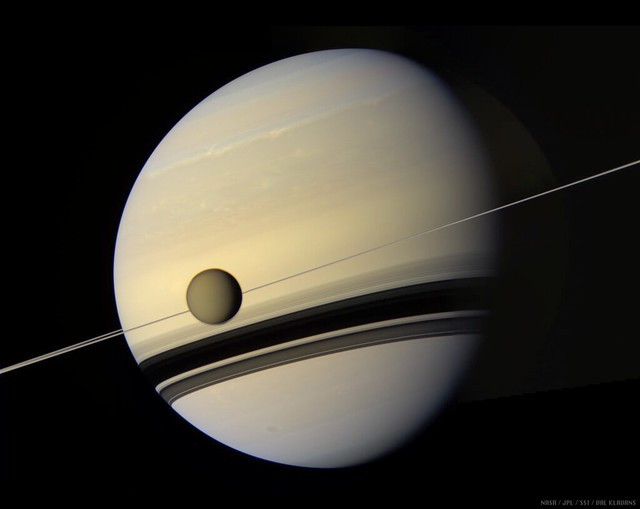 NASA / JPL / SSI / VAL KLAVANS